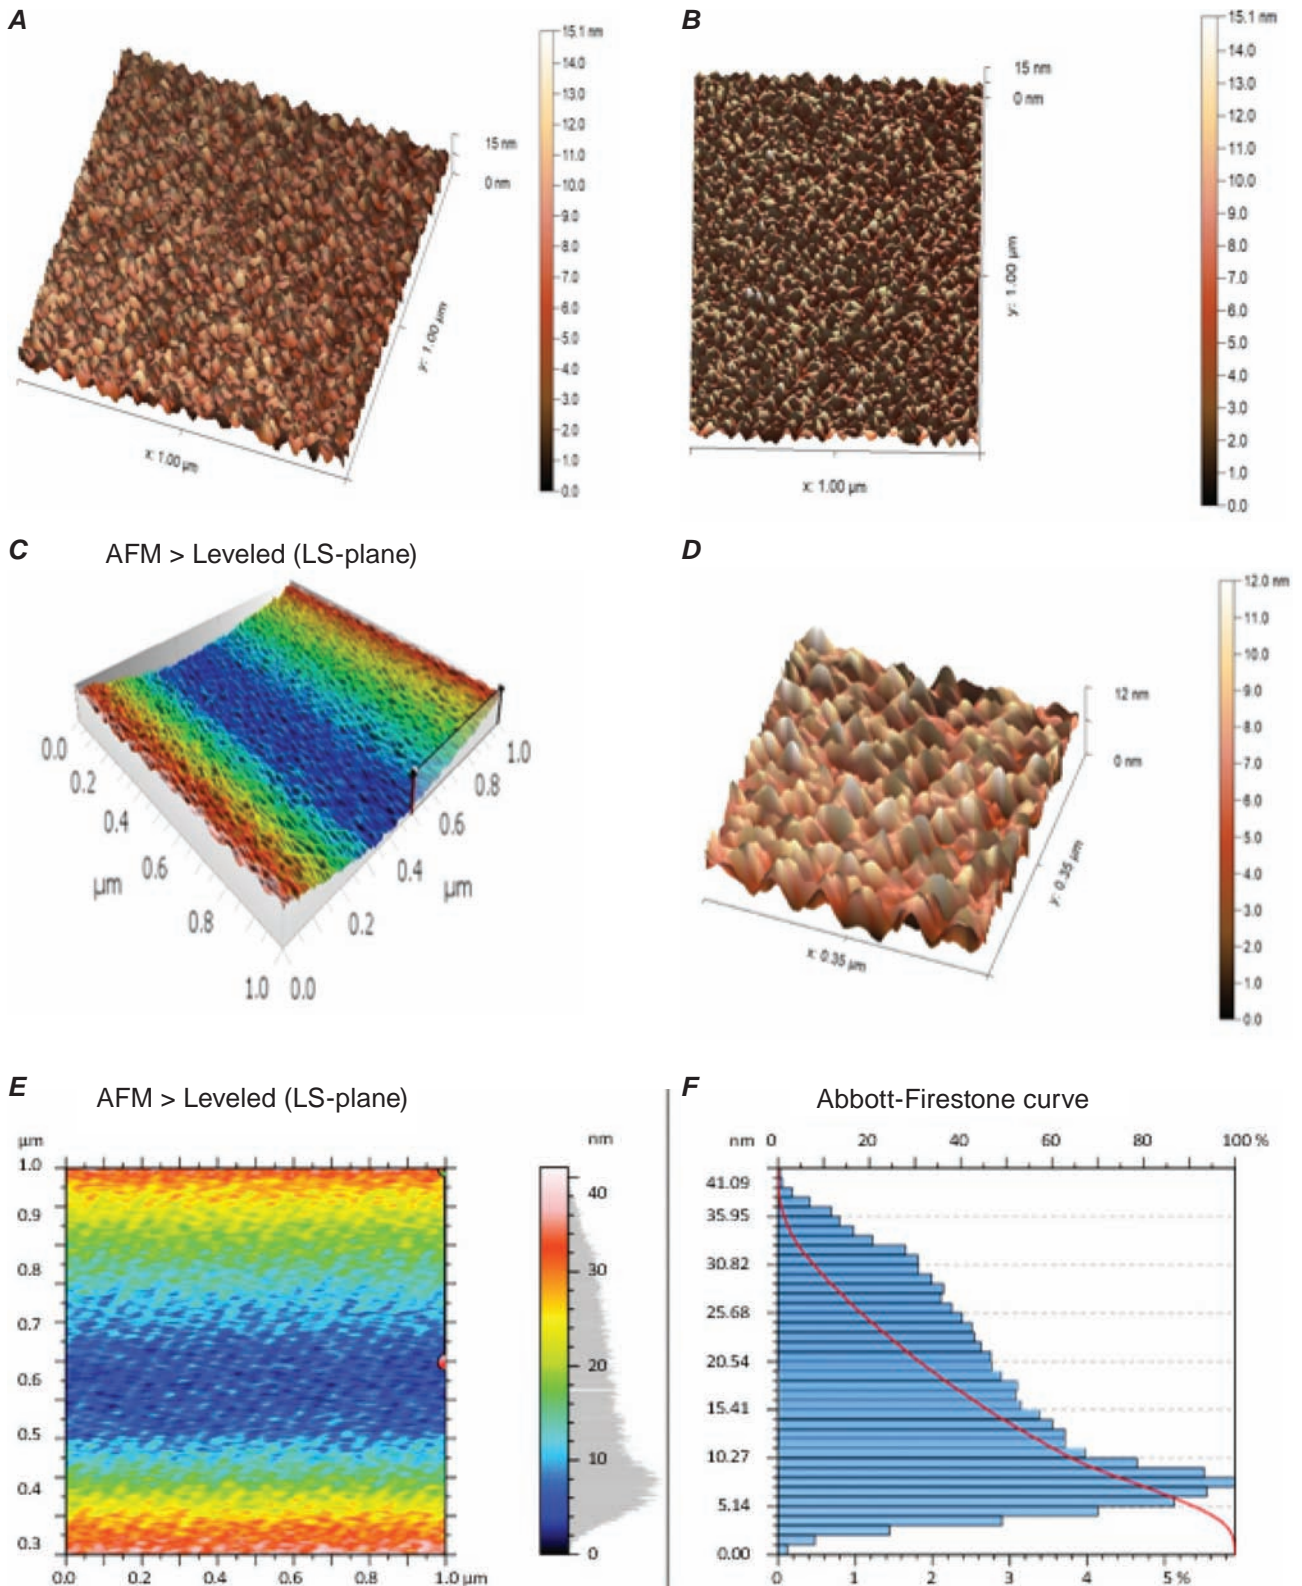 A
15.1 nm
14.0
13.0
12.0
11.0
10.0
9.0
8.0
7.0
6.0
5.0
4.0
3.0
2.0
1.0
0.0
15 nm
0 nm
y: 1.00 µm
x: 1.00 µm
B
15.1 nm
14.0
13.0
12.0
11.0
10.0
9.0
8.0
7.0
6.0
5.0
4.0
3.0
2.0
1.0
0.0
15 nm
0 nm
y: 1.00 µm
x: 1.00 µm
C
AFM > Leveled (LS-plane)
0.0
0.2
0.4
0.6
0.8
1.0
µm
0.0
0.2
0.4
0.6
0.8
1.0
µm
D
12.0 nm
11.0
10.0
9.0
8.0
7.0
6.0
5.0
4.0
3.0
2.0
1.0
0.0
12 nm
0 nm
y: 0.35 µm
x: 0.35 µm
E
AFM > Leveled (LS-plane)
µm
1.0
0.9
0.8
0.7
0.6
0.5
0.4
0.3
0.0 0.2 0.4 0.6 0.8 1.0 µm
nm
40
30
20
10
0
F
Abbott-Firestone curve
nm 0 20 40 60 80 100 %
41.09
35.95
30.82
25.68
20.54
15.41
10.27
5.14
0.00
0 1 2 3 4 5 %